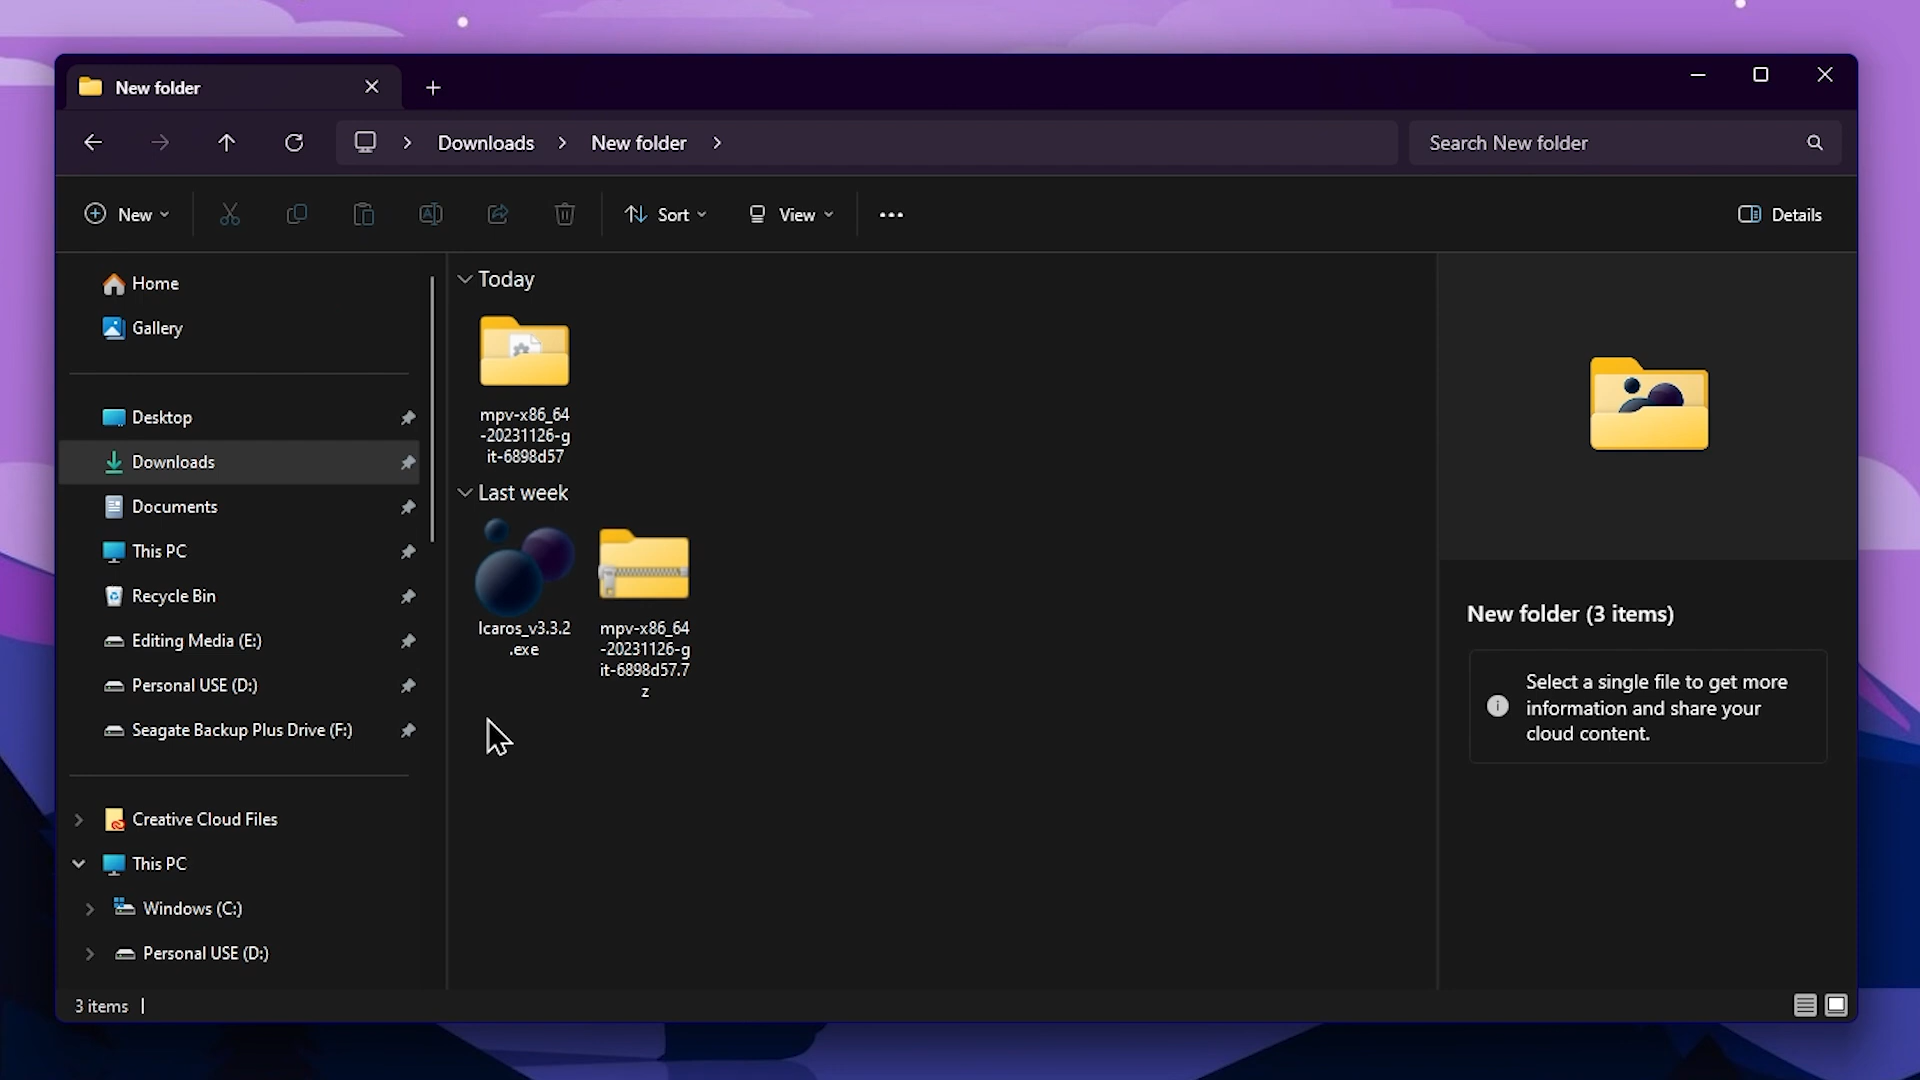 New folder
Downloads
New folder
Search New folder
New
Sort
View
Details
Home
Gallery
Desktop
Downloads
Documents
This PC
Recycle Bin
Editing Media (E:)
Personal USE (D:)
Seagate Backup Plus Drive (F:)
Creative Cloud Files
This PC
Windows (C:)
Personal USE (D:)
Today
mpv-x86_64
-20231126-g
it-6898d57
Last week
Icaros_v3.3.2
.exe
mpv-x86_64
-20231126-g
it-6898d57.7
z
New folder (3 items)
Select a single file to get more
information and share your
cloud content.
3 items